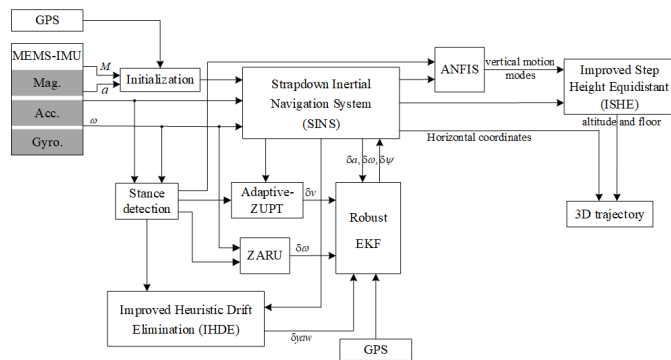 GPS
MEMS-IMU
Mag.
Acc.
Gyro.
M
a
ω
Initialization
Strapdown Inertial
Navigation System
(SINS)
ANFIS
vertical motion
modes
Improved Step
Height Equidistant
(ISHE)
altitude and floor
Horizontal coordinates
3D trajectory
δa, δω, δψ
Stance
detection
Adaptive-
ZUPT
δv
Robust
EKF
ZARU
δω
Improved Heuristic Drift
Elimination (IHDE)
δyaw
GPS